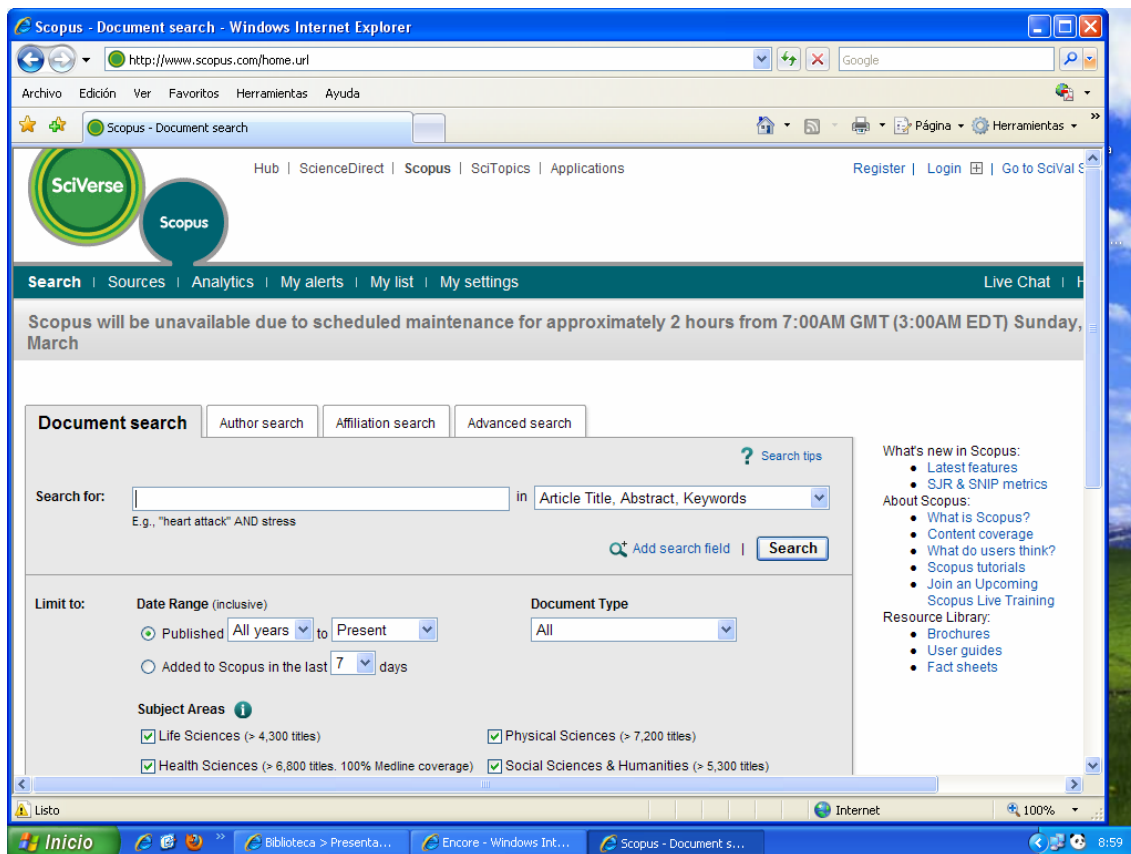 Scopus - Document search - Windows Internet Explorer
http://www.scopus.com/home.url
Google
Archivo Edición Ver Favoritos Herramientas Ayuda
Scopus - Document search
Página Herramientas »
SciVerse
Scopus
Hub | ScienceDirect | Scopus | SciTopics | Applications
Register | Login | Go to SciVal
Search | Sources | Analytics | My alerts | My list | My settings
Live Chat |
Scopus will be unavailable due to scheduled maintenance for approximately 2 hours from 7:00AM GMT (3:00AM EDT) Sunday,
March
Document search
Author search
Affiliation search
Advanced search
? Search tips
Search for:
in
Article Title, Abstract, Keywords
E.g., "heart attack" AND stress
Add search field | Search
Limit to:
Date Range (inclusive)
Document Type
Published All years to Present
All
Added to Scopus in the last 7 days
Subject Areas i
Life Sciences (> 4,300 titles)
Physical Sciences (> 7,200 titles)
Health Sciences (> 6,800 titles. 100% Medline coverage)
Social Sciences & Humanities (> 5,300 titles)
What's new in Scopus:
• Latest features
• SJR & SNIP metrics
About Scopus:
• What is Scopus?
• Content coverage
• What do users think?
• Scopus tutorials
• Join an Upcoming
Scopus Live Training
Resource Library:
• Brochures
• User guides
• Fact sheets
Listo
Internet
100%
Inicio
»
Biblioteca > Presenta...
Encore - Windows Int...
Scopus - Document s...
8:59